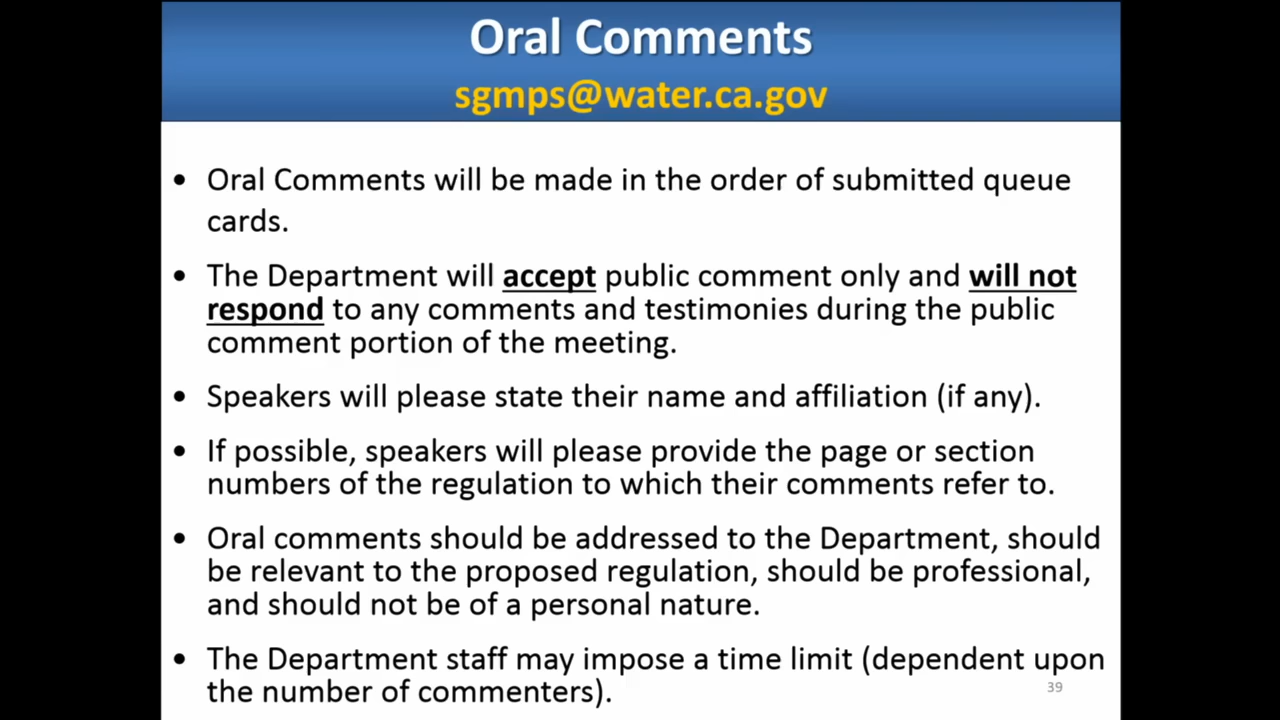 Oral Comments
sgmps@water.ca.gov
• Oral Comments will be made in the order of submitted queue
cards.
• The Department will accept public comment only and will not
respond to any comments and testimonies during the public
comment portion of the meeting.
• Speakers will please state their name and affiliation (if any).
• If possible, speakers will please provide the page or section
numbers of the regulation to which their comments refer to.
• Oral comments should be addressed to the Department, should
be relevant to the proposed regulation, should be professional,
and should not be of a personal nature.
• The Department staff may impose a time limit (dependent upon
the number of commenters).
39